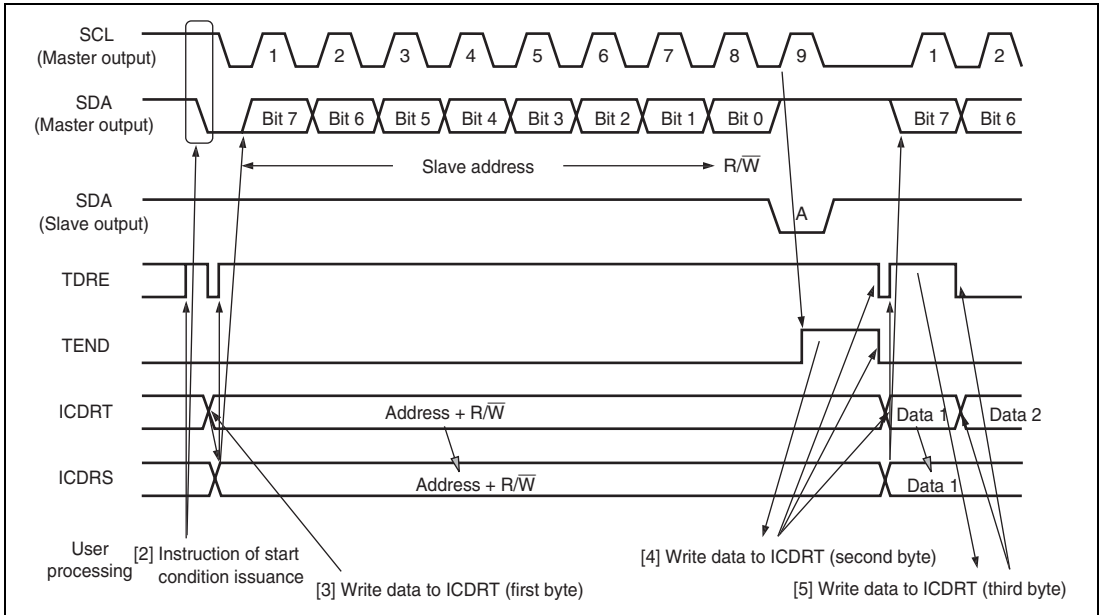 SCL
(Master output)
1 2 3 4 5 6 7 8 9 1 2
SDA
(Master output)
Bit 7 Bit 6 Bit 5 Bit 4 Bit 3 Bit 2 Bit 1 Bit 0 Bit 7 Bit 6
Slave address R/W̅
SDA
(Slave output)
A
TDRE
TEND
ICDRT
Address + R/W̅ Data 1 Data 2
ICDRS
Address + R/W̅ Data 1
User
processing
[2] Instruction of start
condition issuance
[3] Write data to ICDRT (first byte)
[4] Write data to ICDRT (second byte)
[5] Write data to ICDRT (third byte)